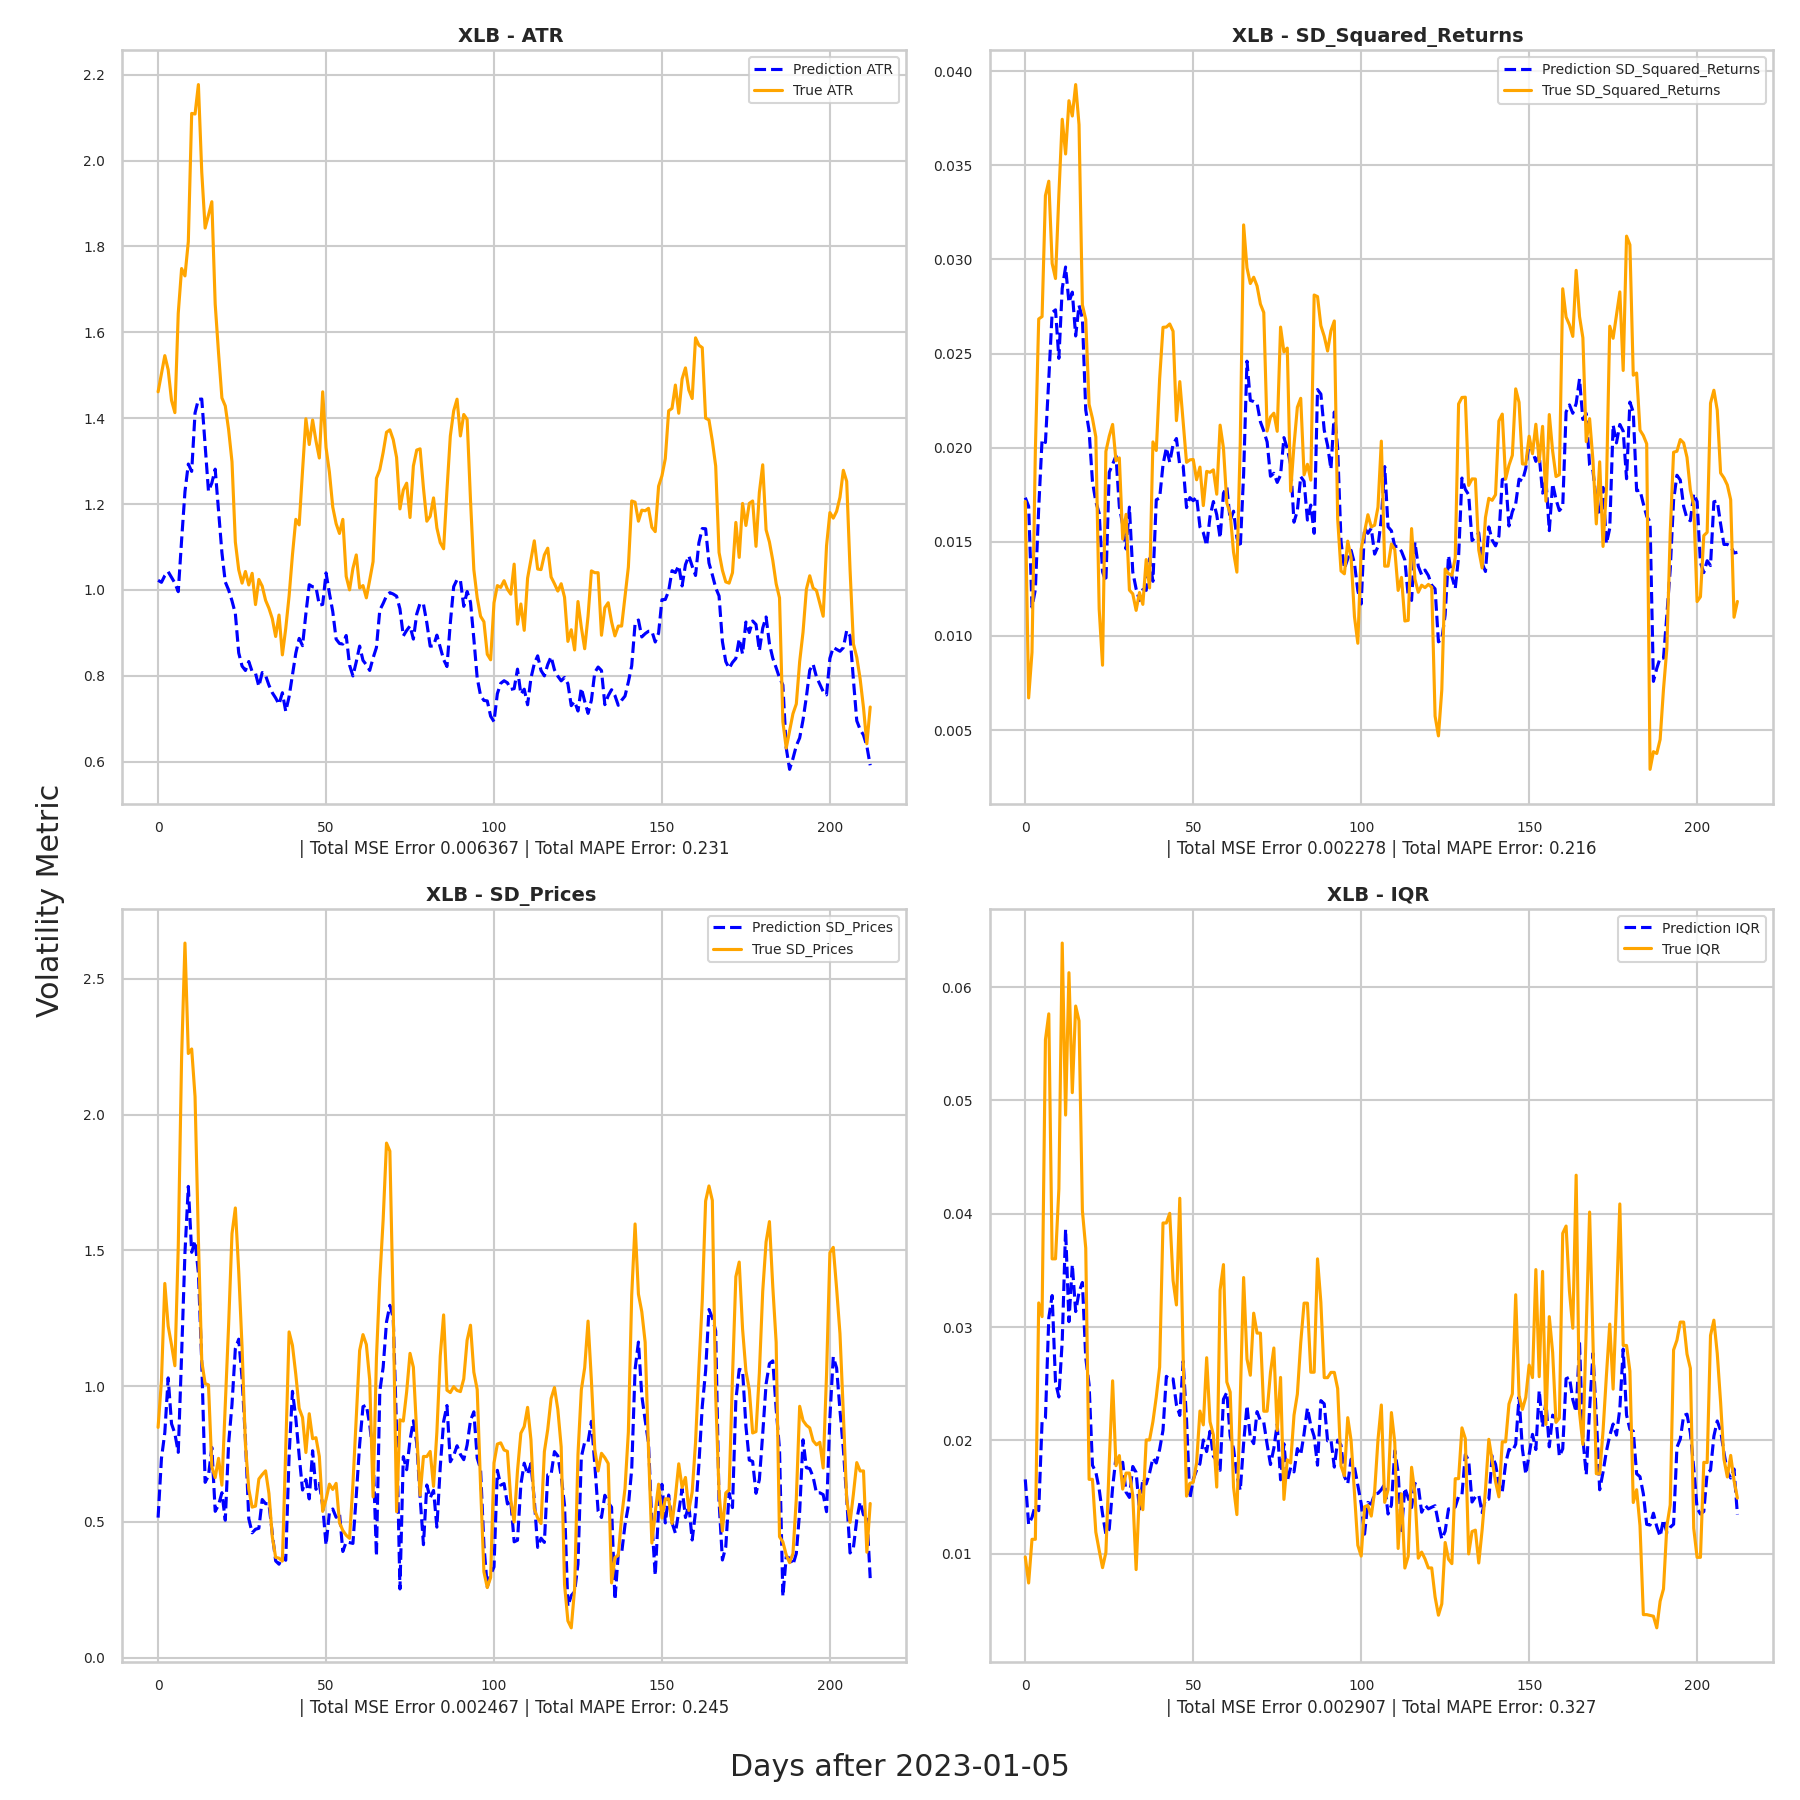 XLB - ATR
2.2
2.0
1.8
1.6
1.4
1.2
1.0
0.8
0.6
Prediction ATR
True ATR
0 50 100 150 200
| Total MSE Error 0.006367 | Total MAPE Error: 0.231
XLB - SD_Squared_Returns
0.040
0.035
0.030
0.025
0.020
0.015
0.010
0.005
Prediction SD_Squared_Returns
True SD_Squared_Returns
0 50 100 150 200
| Total MSE Error 0.002278 | Total MAPE Error: 0.216
Volatility Metric
XLB - SD_Prices
2.5
2.0
1.5
1.0
0.5
0.0
Prediction SD_Prices
True SD_Prices
0 50 100 150 200
| Total MSE Error 0.002467 | Total MAPE Error: 0.245
XLB - IQR
0.06
0.05
0.04
0.03
0.02
0.01
Prediction IQR
True IQR
0 50 100 150 200
| Total MSE Error 0.002907 | Total MAPE Error: 0.327
Days after 2023-01-05